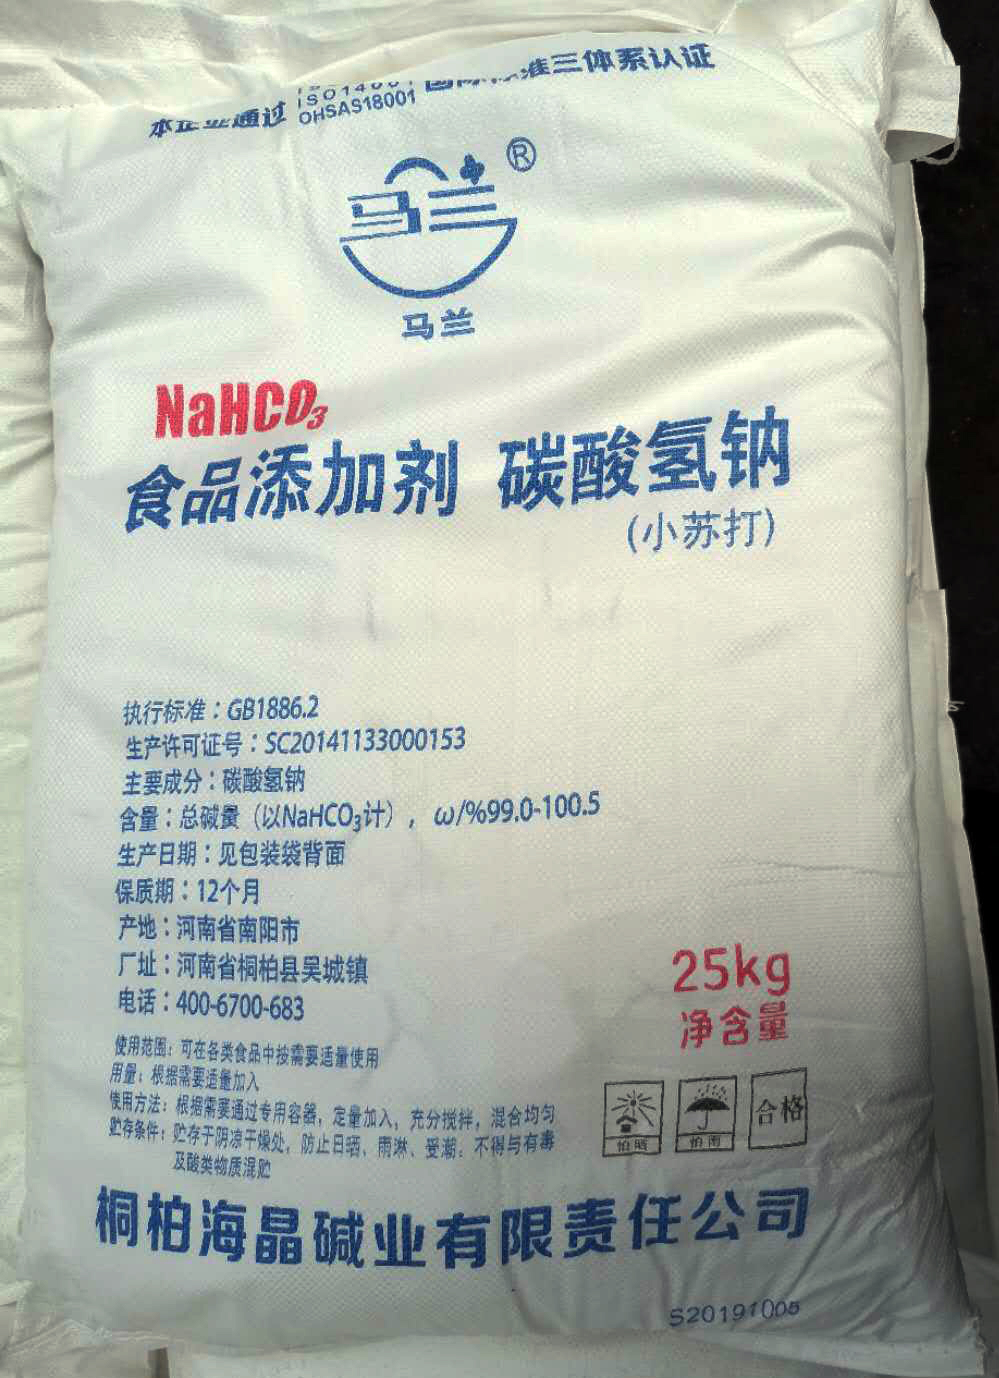 本企业通过
ISO14001
OHSAS18001
国际标准三体系认证
马兰®
马兰
NaHCO₃
食品添加剂 碳酸氢钠
(小苏打)
执行标准：GB1886.2
生产许可证号：SC20141133000153
主要成分：碳酸氢钠
含量：总碱量（以NaHCO₃计），ω/%99.0-100.5
生产日期：见包装袋背面
保质期：12个月
产地：河南省南阳市
厂址：河南省桐柏县吴城镇
电话：400-6700-683
25kg
净含量
使用范围：可在各类食品中按需要适量使用
用量：根据需要适量加入
使用方法：根据需要通过专用容器，定量加入，充分搅拌，混合均匀
贮存条件：贮存于阴凉干燥处，防止日晒、雨淋、受潮；不得与有毒
及酸类物质混贮
怕晒 怕雨 合格
桐柏海晶碱业有限责任公司
S20191005